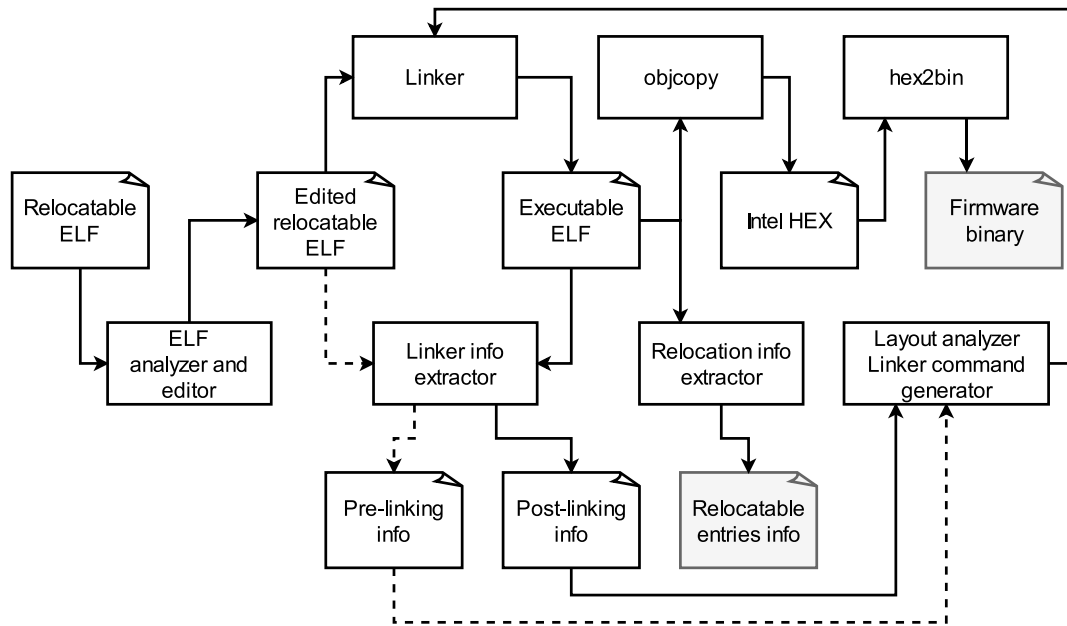 Linker
objcopy
hex2bin
Relocatable
ELF
Edited
relocatable
ELF
Executable
ELF
Intel HEX
Firmware
binary
ELF
analyzer and
editor
Linker info
extractor
Relocation info
extractor
Layout analyzer
Linker command
generator
Pre-linking
info
Post-linking
info
Relocatable
entries info